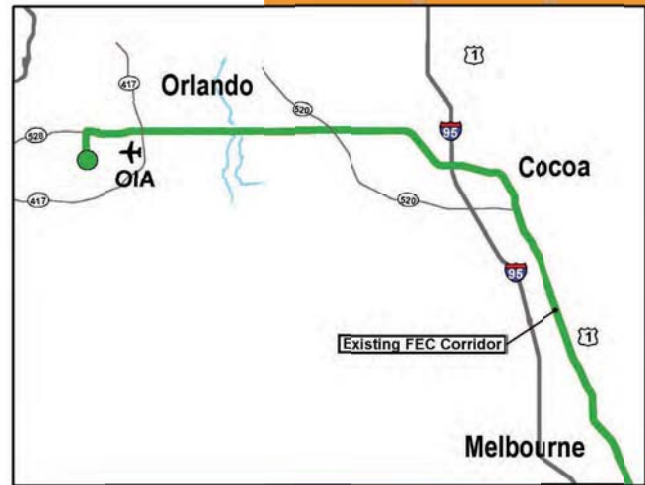 1
417
Orlando
520
95
528
OIA
Cocoa
417
520
95
Existing FEC Corridor
1
Melbourne